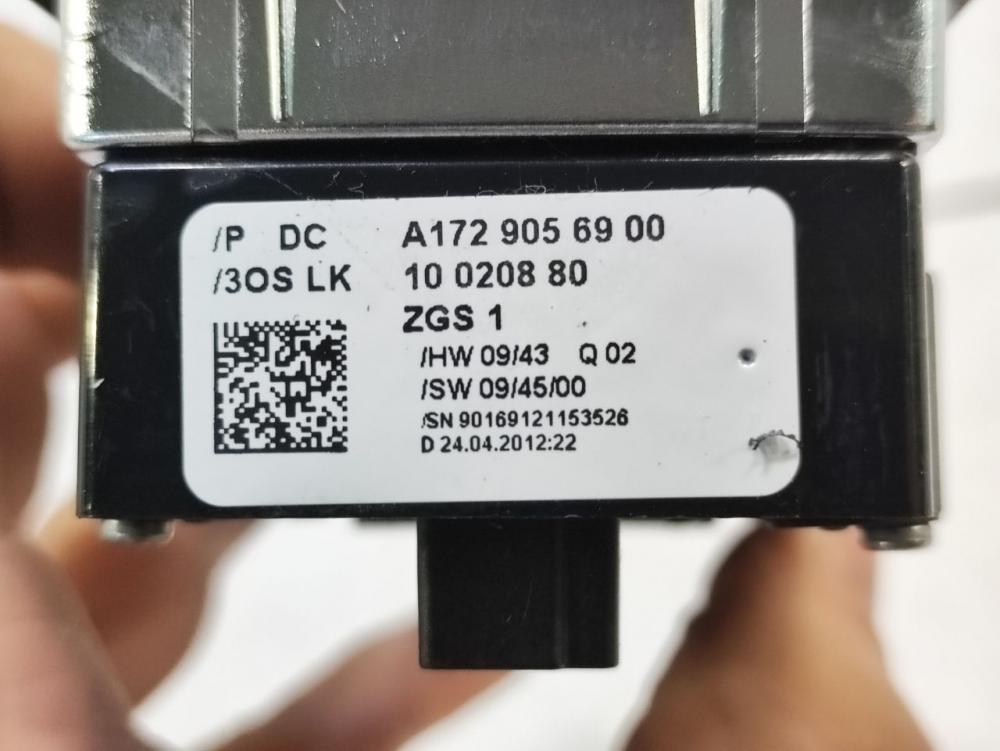 /P DC A172 905 69 00
/3OS LK 10 0208 80
ZGS 1
/HW 09/43 Q 02
/SW 09/45/00
/SN 90169121153526
D 24.04.2012:22